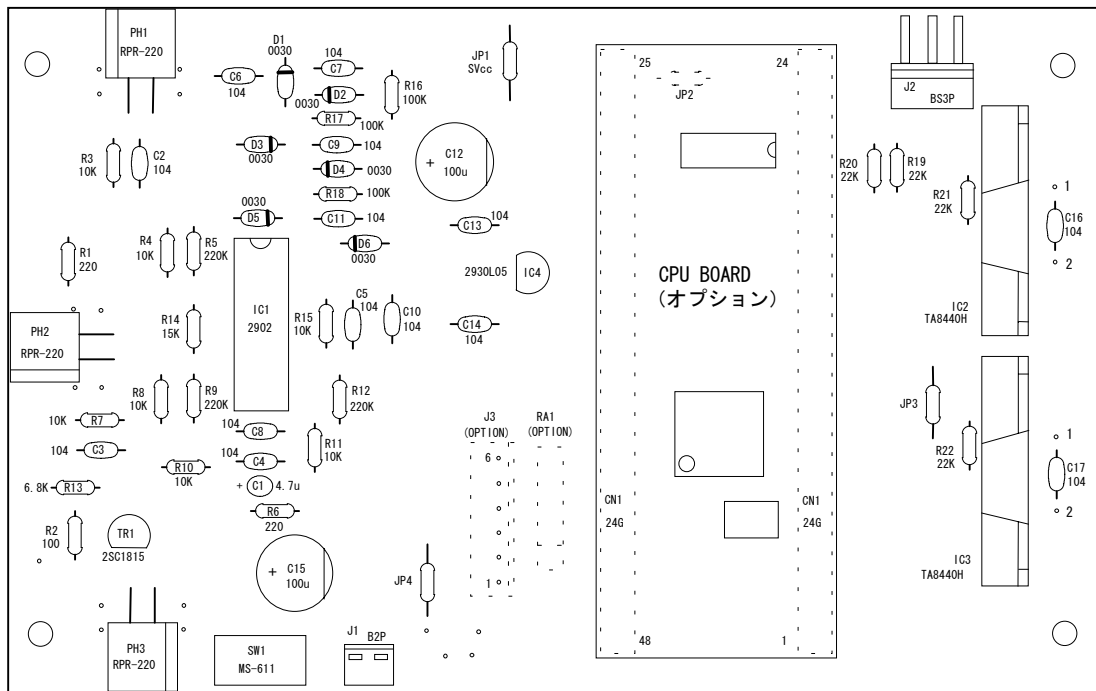 PH1
RPR-220
D1
0030
104
C7
C6
104
0030
D2
R16
100K
R17
100K
JP1
SVcc
25
24
JP2
J2
BS3P
R3
10K
C2
104
D3
0030
C9
104
D4
0030
R18
100K
C12
+
100u
R20
22K
R19
22K
R21
22K
1
C16
104
2
0030
D5
C11
104
104
C13
D6
0030
R1
220
R4
10K
R5
220K
2930L05
IC4
CPU BOARD
(オプション)
IC1
2902
R14
15K
R15
10K
C5
104
C10
104
C14
104
IC2
TA8440H
PH2
RPR-220
R8
10K
R9
220K
R12
220K
JP3
10K
R7
104
C8
J3
(OPTION)
RA1
(OPTION)
R11
10K
104
C3
104
C4
6
R22
22K
1
C17
104
2
R10
10K
6.8K
R13
+
C1
4.7u
R6
220
CN1
24G
CN1
24G
R2
100
TR1
2SC1815
+
C15
100u
JP4
1
IC3
TA8440H
PH3
RPR-220
SW1
MS-611
J1
B2P
48
1